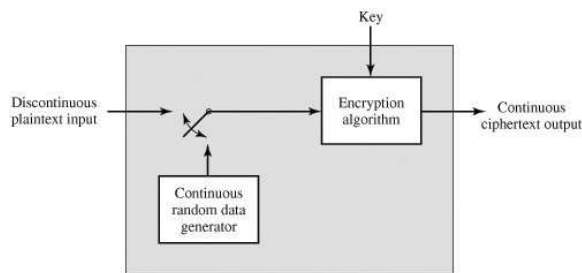 Key
Discontinuous
plaintext input
Encryption
algorithm
Continuous
ciphertext output
Continuous
random data
generator